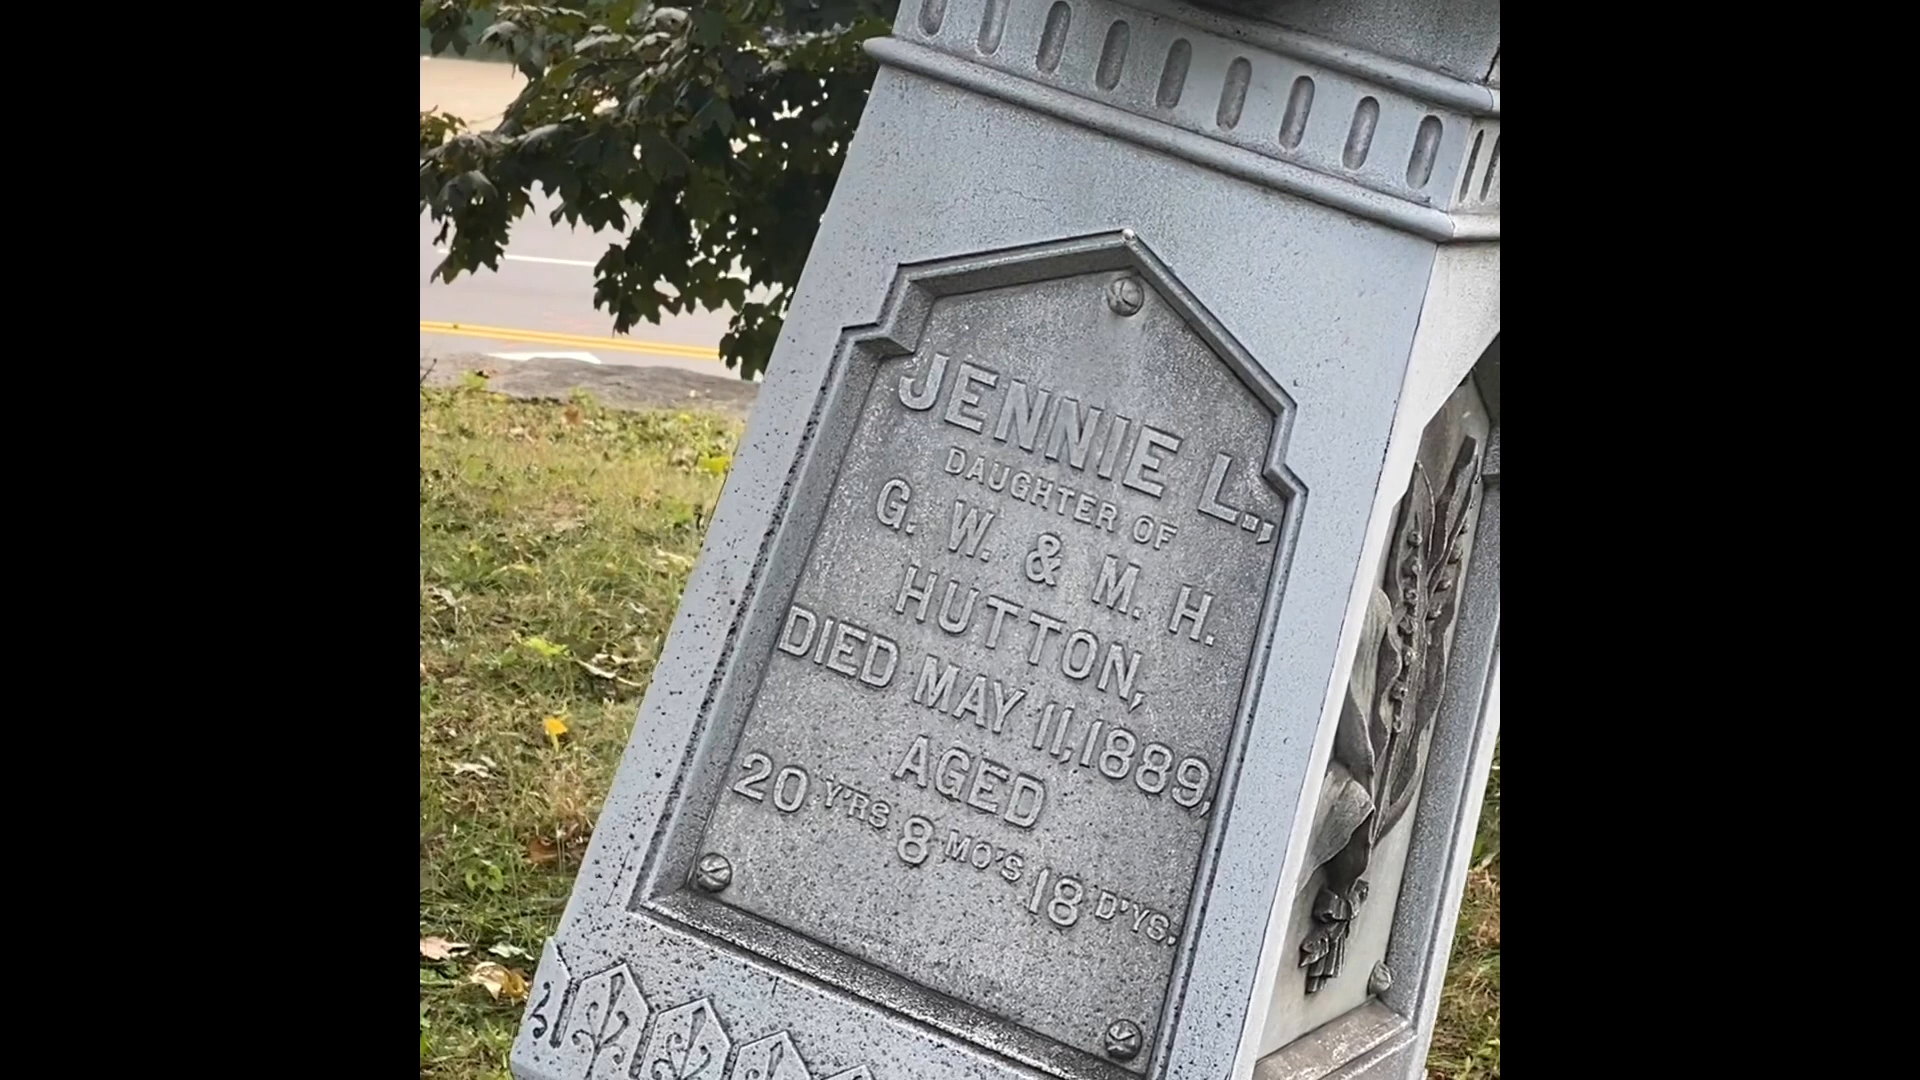 JENNIE L.,
DAUGHTER OF
G. W. & M. H.
HUTTON,
DIED MAY 11, 1889,
AGED
20 Y'RS 8 MO'S 18 D'YS.